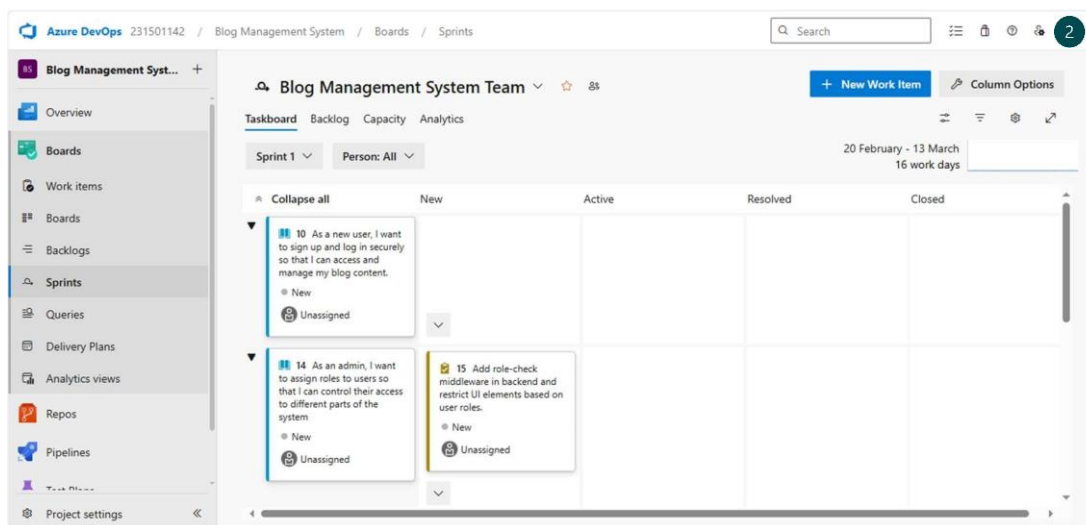 Azure DevOps 231501142 / Blog Management System / Boards / Sprints
Search
2
BS Blog Management Syst... +
Overview
Boards
Work items
Boards
Backlogs
Sprints
Queries
Delivery Plans
Analytics views
Repos
Pipelines
Test Plans
Project settings
Blog Management System Team
+ New Work Item
Column Options
Taskboard Backlog Capacity Analytics
Sprint 1
Person: All
20 February - 13 March
16 work days
Collapse all New Active Resolved Closed
10 As a new user, I want
to sign up and log in securely
so that I can access and
manage my blog content.
New
Unassigned
14 As an admin, I want
to assign roles to users so
that I can control their access
to different parts of the
system
New
Unassigned
15 Add role-check
middleware in backend and
restrict UI elements based on
user roles.
New
Unassigned